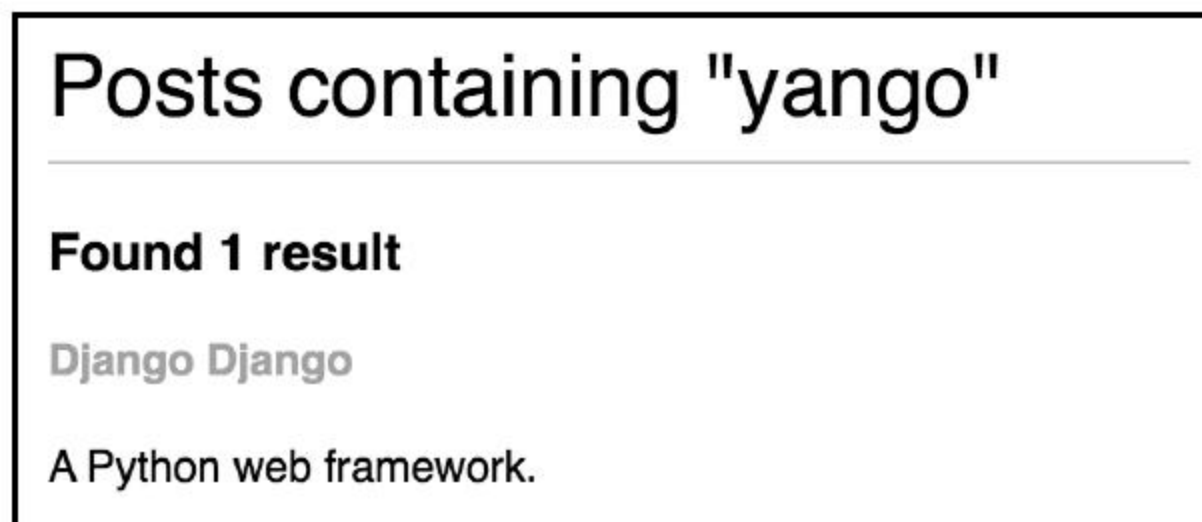 Posts containing "yango"
Found 1 result
Django Django
A Python web framework.